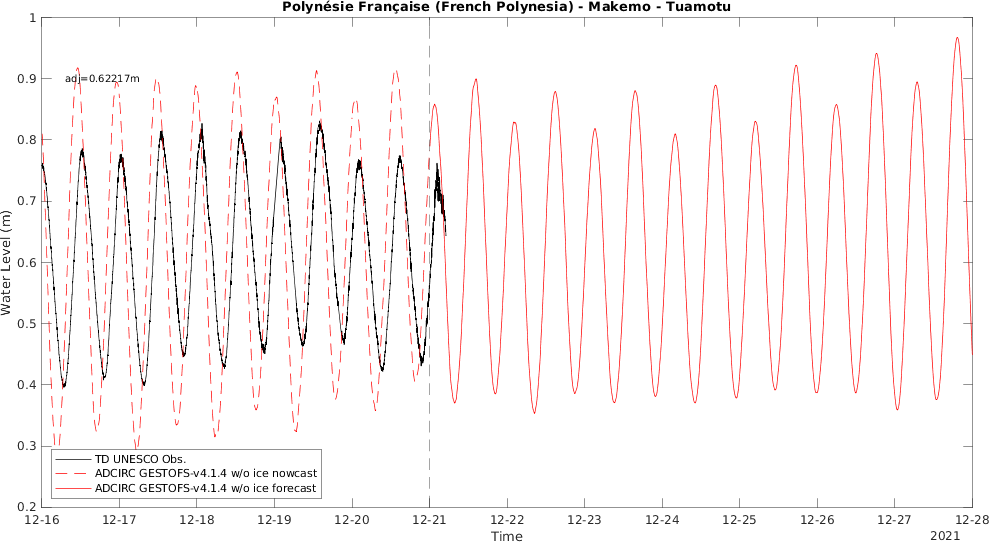 Polynésie Française (French Polynesia) - Makemo - Tuamotu
1
0.9
adj=0.62217m
0.8
0.7
0.6
0.5
0.4
0.3
0.2
Water Level (m)
TD UNESCO Obs.
ADCIRC GESTOFS-v4.1.4 w/o ice nowcast
ADCIRC GESTOFS-v4.1.4 w/o ice forecast
12-16 12-17 12-18 12-19 12-20 12-21 12-22 12-23 12-24 12-25 12-26 12-27 12-28
Time
2021